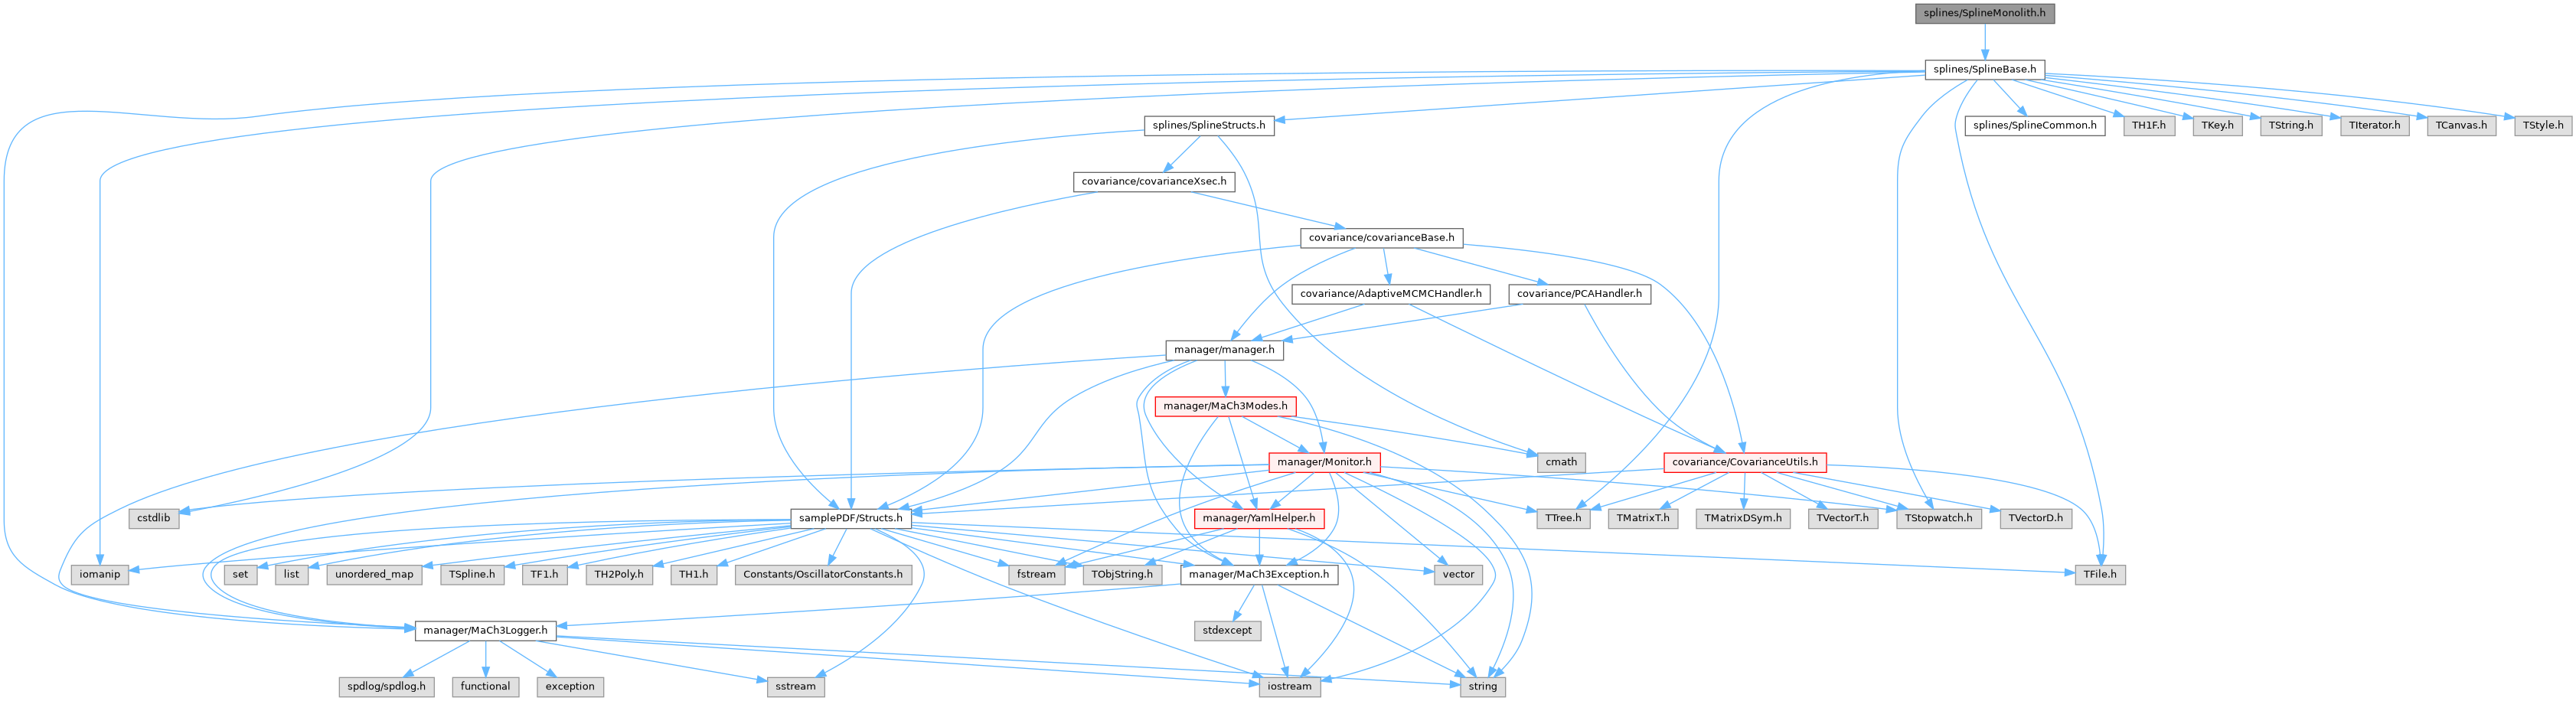 splines/SplineMonolith.h
splines/SplineBase.h
splines/SplineStructs.h
splines/SplineCommon.h
TH1F.h
TKey.h
TString.h
TIterator.h
TCanvas.h
TStyle.h
covariance/covarianceXsec.h
covariance/covarianceBase.h
covariance/AdaptiveMCMCHandler.h
covariance/PCAHandler.h
manager/manager.h
manager/MaCh3Modes.h
manager/Monitor.h
cmath
covariance/CovarianceUtils.h
cstdlib
samplePDF/Structs.h
manager/YamlHelper.h
TTree.h
TMatrixT.h
TMatrixDSym.h
TVectorT.h
TStopwatch.h
TVectorD.h
iomanip
set
list
unordered_map
TSpline.h
TF1.h
TH2Poly.h
TH1.h
Constants/OscillatorConstants.h
fstream
TObjString.h
manager/MaCh3Exception.h
vector
TFile.h
manager/MaCh3Logger.h
stdexcept
spdlog/spdlog.h
functional
exception
sstream
iostream
string